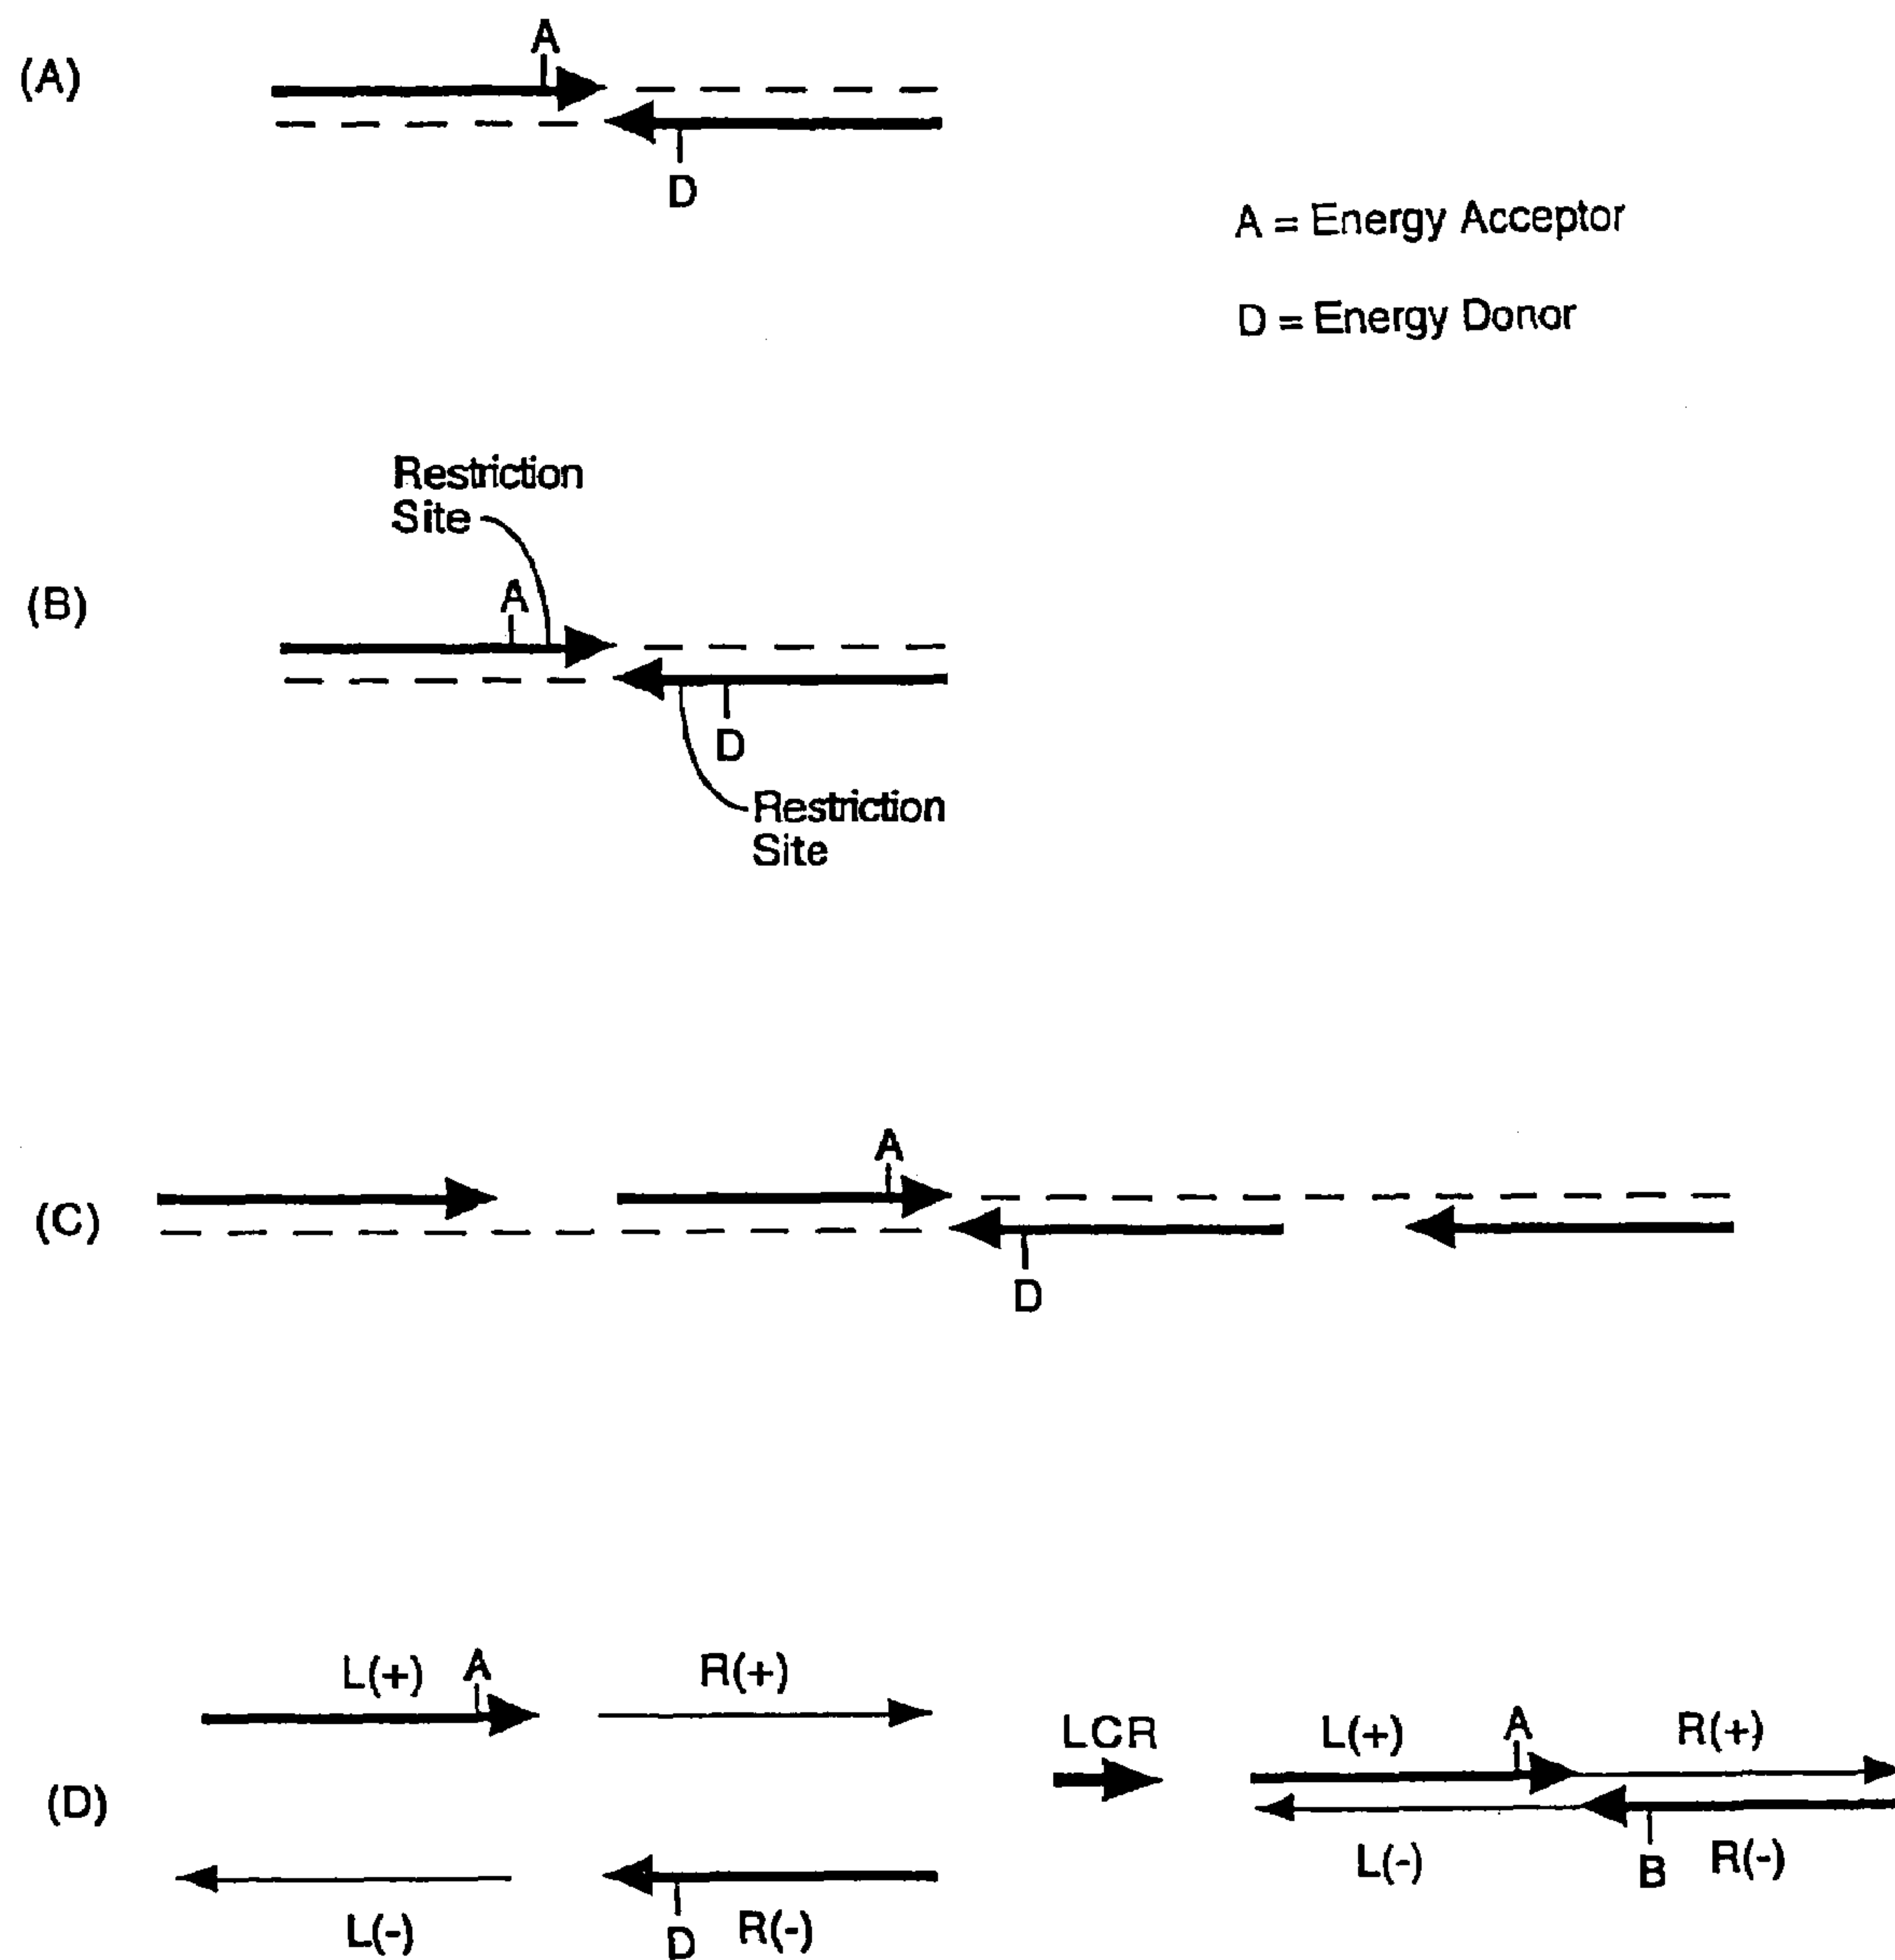 (A)
A
D
A = Energy Acceptor
D = Energy Donor
Restriction
Site
(B)
A
D
Restriction
Site
(C)
A
D
(D)
L(+) A R(+)
L(-) D R(-)
LCR
L(+) A R(+)
L(-) B R(-)